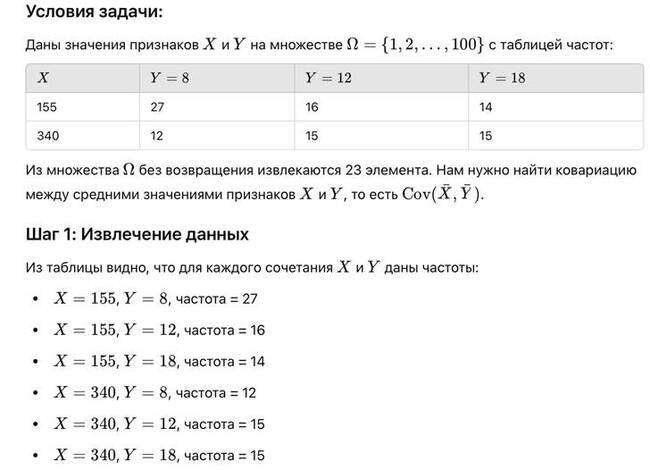 Условия задачи:
Даны значения признаков X и Y на множестве Ω = {1, 2, . . . , 100} с таблицей частот:
X Y = 8 Y = 12 Y = 18
155 27 16 14
340 12 15 15
Из множества Ω без возвращения извлекаются 23 элемента. Нам нужно найти ковариацию
между средними значениями признаков X и Y, то есть Cov(X̄, Ȳ).
Шаг 1: Извлечение данных
Из таблицы видно, что для каждого сочетания X и Y даны частоты:
• X = 155, Y = 8, частота = 27
• X = 155, Y = 12, частота = 16
• X = 155, Y = 18, частота = 14
• X = 340, Y = 8, частота = 12
• X = 340, Y = 12, частота = 15
• X = 340, Y = 18, частота = 15